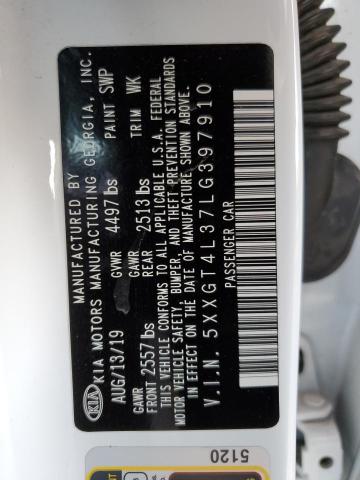 MANUFACTURED BY
KIA MOTORS MANUFACTURING GEORGIA, INC.
KIA
AUG/13/19 GVWR 4497 lbs PAINT SWP
GAWR FRONT 2557 lbs GAWR REAR 2513 lbs TRIM WK
THIS VEHICLE CONFORMS TO ALL APPLICABLE U.S.A. FEDERAL
MOTOR VEHICLE SAFETY, BUMPER, AND THEFT-PREVENTION STANDARDS
IN EFFECT ON THE DATE OF MANUFACTURE SHOWN ABOVE.
V.I.N. 5XXGT4L37LG397910
PASSENGER CAR
5120